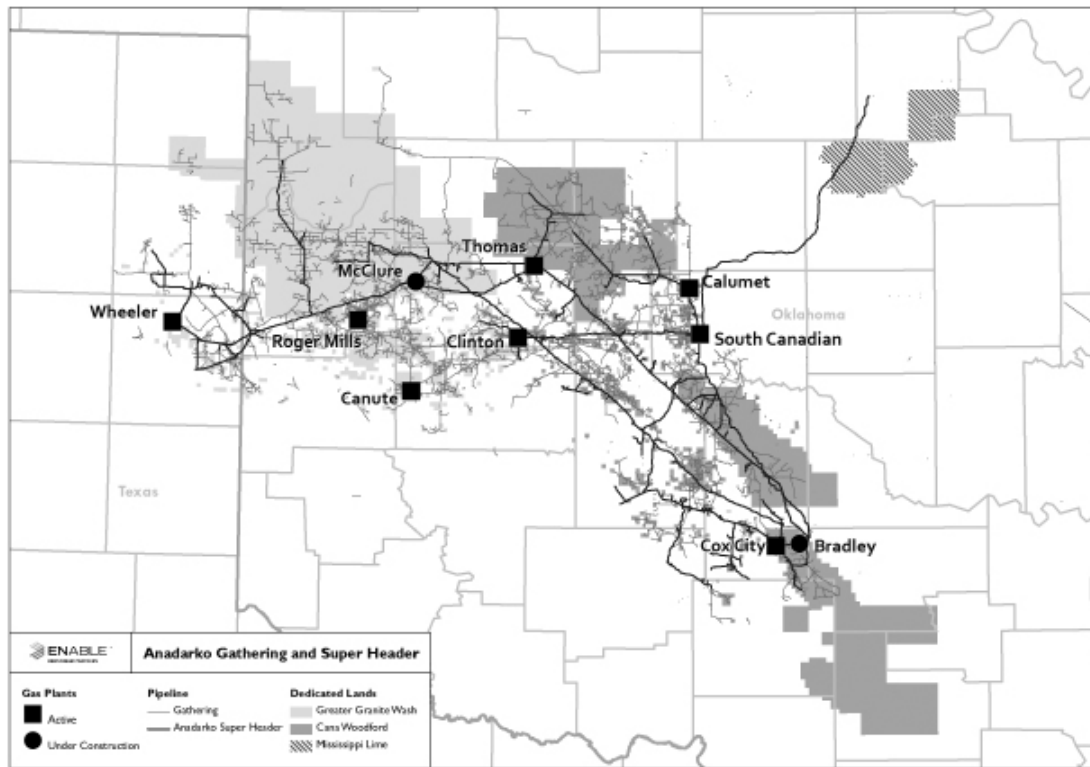 Thomas
McClure
Calumet
Wheeler
Oklahoma
Roger Mills
Clinton
South Canadian
Canute
Texas
Cox City
Bradley
ENABLE
Anadarko Gathering and Super Header
Gas Plants
Active
Under Construction
Pipeline
Gathering
Anadarko Super Header
Dedicated Lands
Greater Granite Wash
Cana Woodford
Mississippi Lime